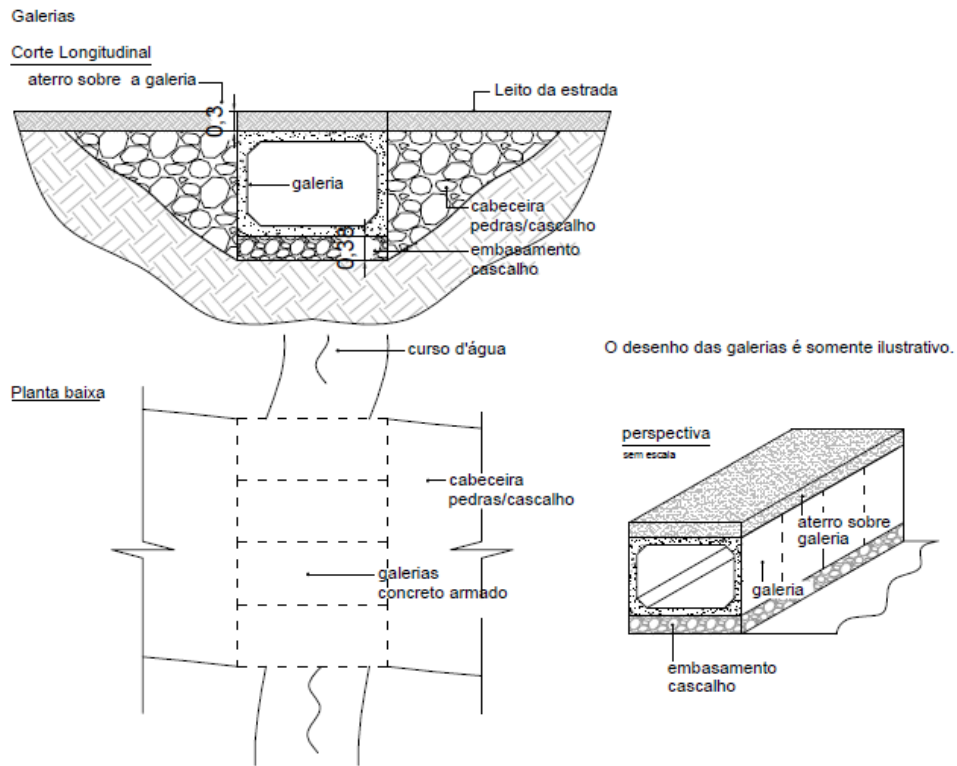 Galerias
Corte Longitudinal
aterro sobre a galeria
Leito da estrada
0,3
galeria
cabeceira
pedras/cascalho
0,38
embasamento
cascalho
curso d'água
O desenho das galerias é somente ilustrativo.
Planta baixa
perspectiva
sem escala
cabeceira
pedras/cascalho
aterro sobre
galeria
galerias
concreto armado
galeria
embasamento
cascalho